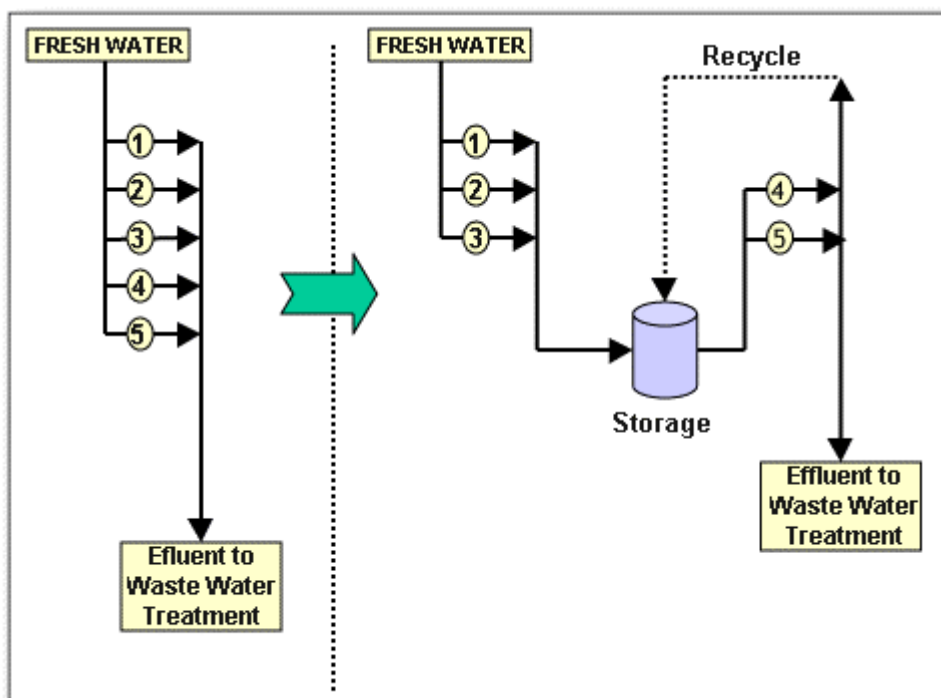 FRESH WATER
1
2
3
4
5
Efluent to
Waste Water
Treatment
FRESH WATER
1
2
3
Recycle
Storage
4
5
Effluent to
Waste Water
Treatment